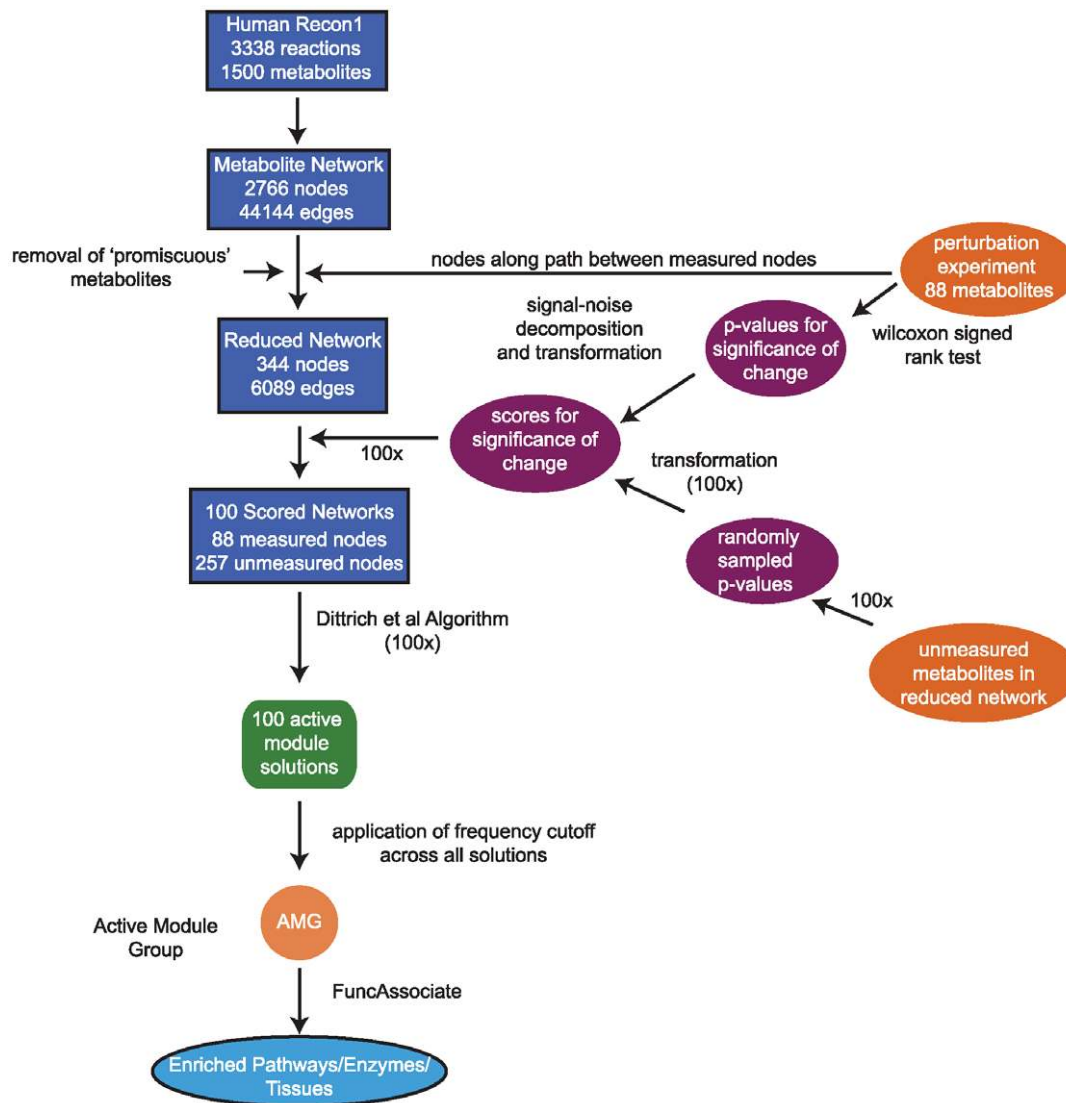 Human Recon1
3338 reactions
1500 metabolites
Metabolite Network
2766 nodes
44144 edges
removal of ‘promiscuous’
metabolites
nodes along path between measured nodes
perturbation
experiment
88 metabolites
signal-noise
decomposition
and transformation
p-values for
significance of
change
wilcoxon signed
rank test
Reduced Network
344 nodes
6089 edges
scores for
significance of
change
100x
transformation
(100x)
100 Scored Networks
88 measured nodes
257 unmeasured nodes
randomly
sampled
p-values
100x
unmeasured
metabolites in
reduced network
Dittrich et al Algorithm
(100x)
100 active
module
solutions
application of frequency cutoff
across all solutions
Active Module
Group
AMG
FuncAssociate
Enriched Pathways/Enzymes/
Tissues